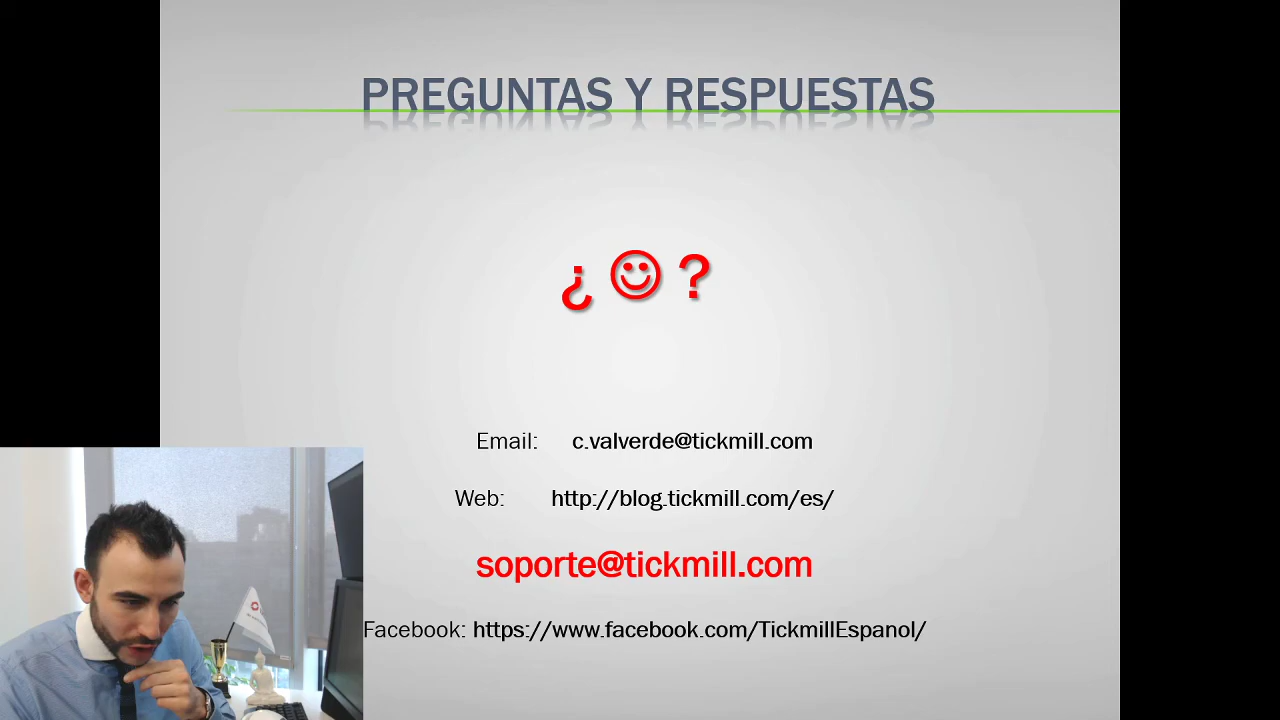 PREGUNTAS Y RESPUESTAS
¿ ☺ ?
Email: c.valverde@tickmill.com
Web: http://blog.tickmill.com/es/
soporte@tickmill.com
Facebook: https://www.facebook.com/TickmillEspanol/